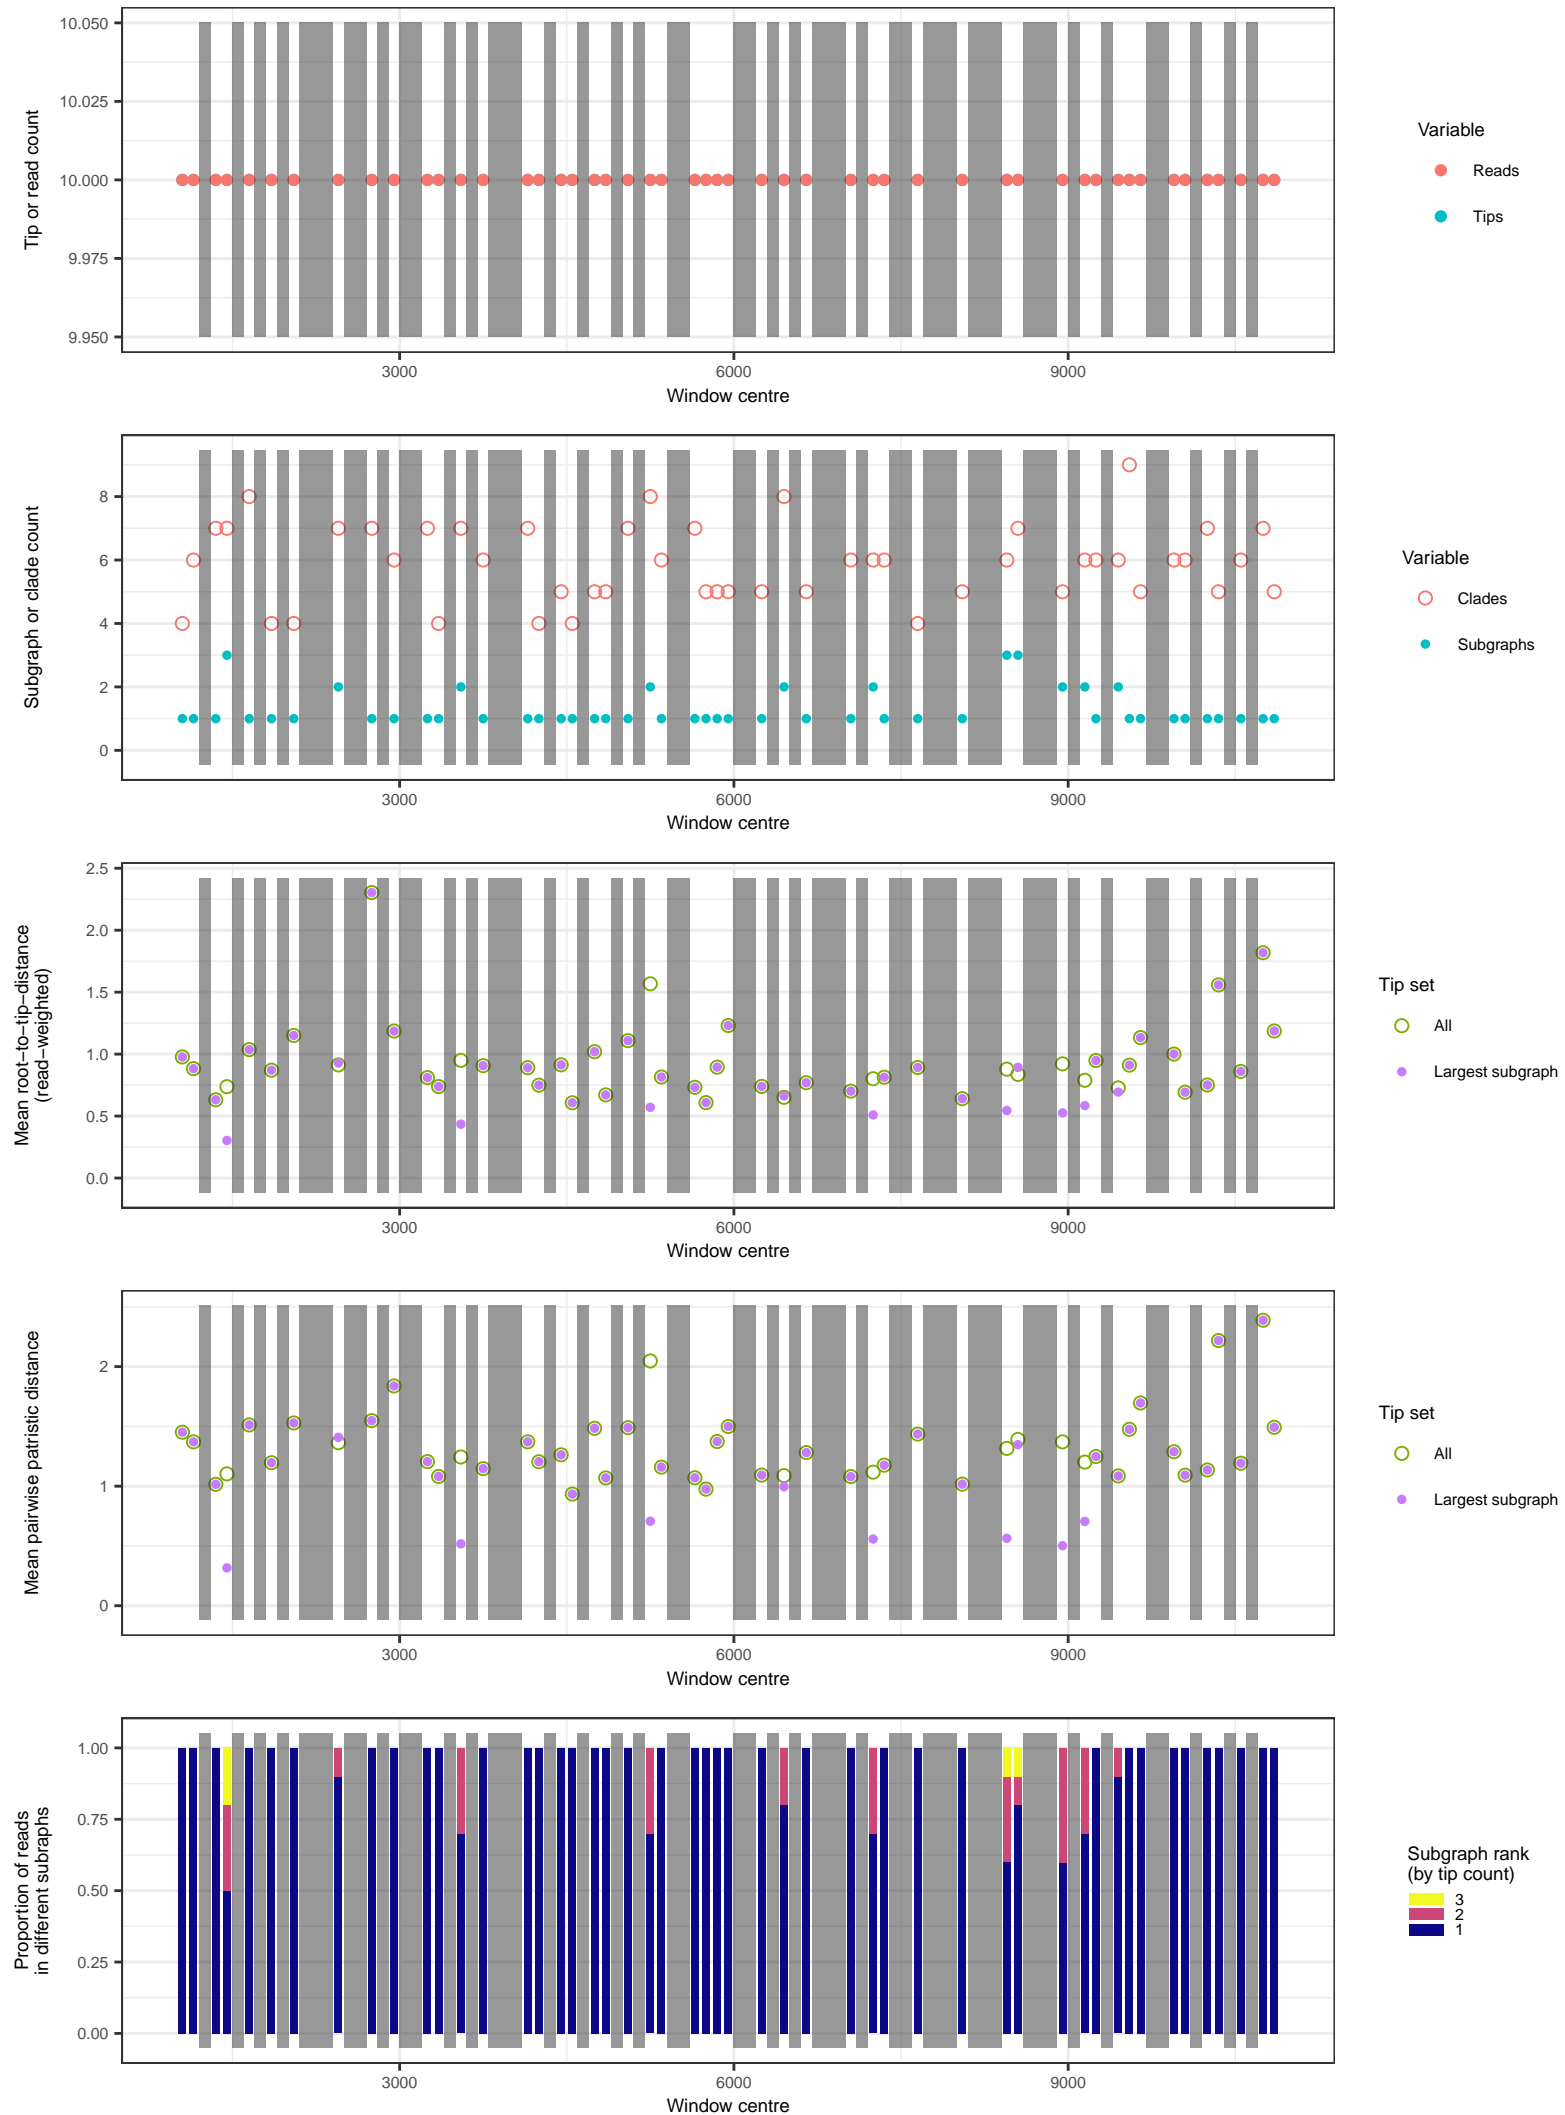 10.050
10.025
10.000
9.975
9.950
Tip or read count
3000
6000
9000
Window centre
Variable
Reads
Tips
8
6
4
2
0
Subgraph or clade count
3000
6000
9000
Window centre
Variable
Clades
Subgraphs
2.5
2.0
1.5
1.0
0.5
0.0
Mean root−to−tip−distance
(read−weighted)
3000
6000
9000
Window centre
Tip set
All
Largest subgraph
2
1
0
Mean pairwise patristic distance
3000
6000
9000
Window centre
Tip set
All
Largest subgraph
1.00
0.75
0.50
0.25
0.00
Proportion of reads
in different subraphs
3000
6000
9000
Window centre
Subgraph rank
(by tip count)
3
2
1